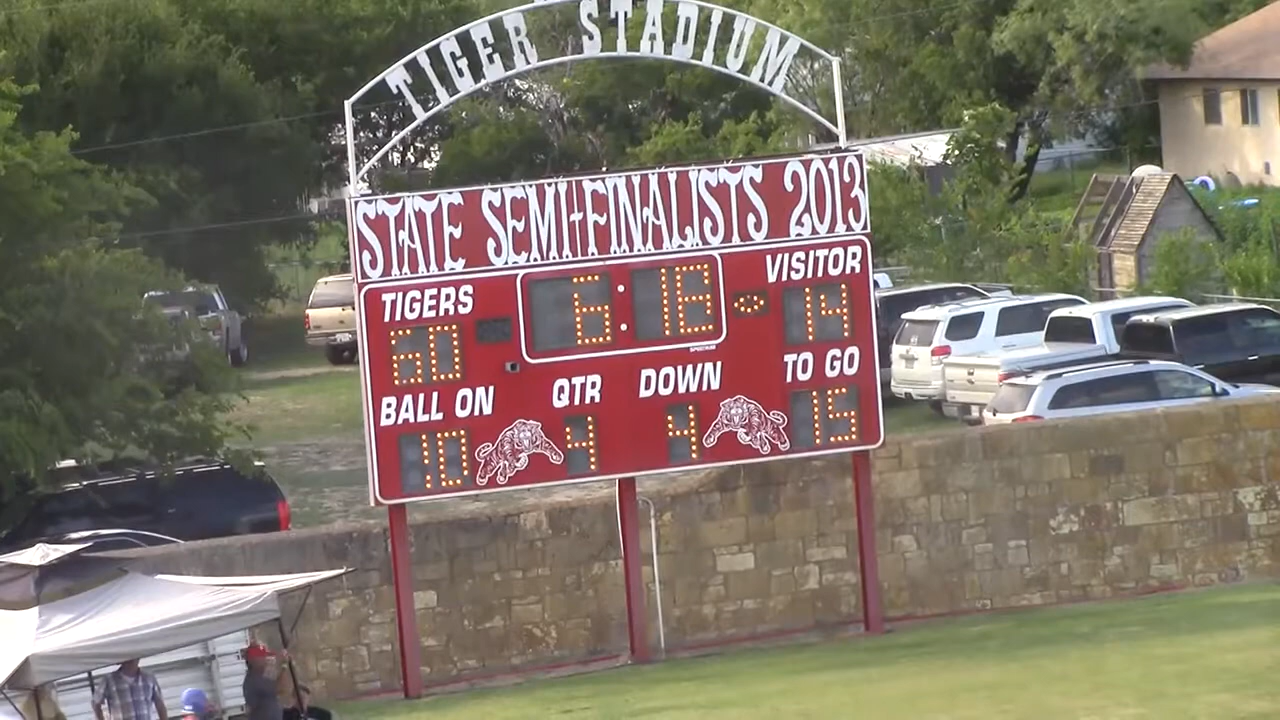 TIGER STADIUM
STATE SEMI-FINALISTS 2013
TIGERS 6:18 VISITOR
60 14
BALL ON QTR DOWN TO GO
10 4 4 15